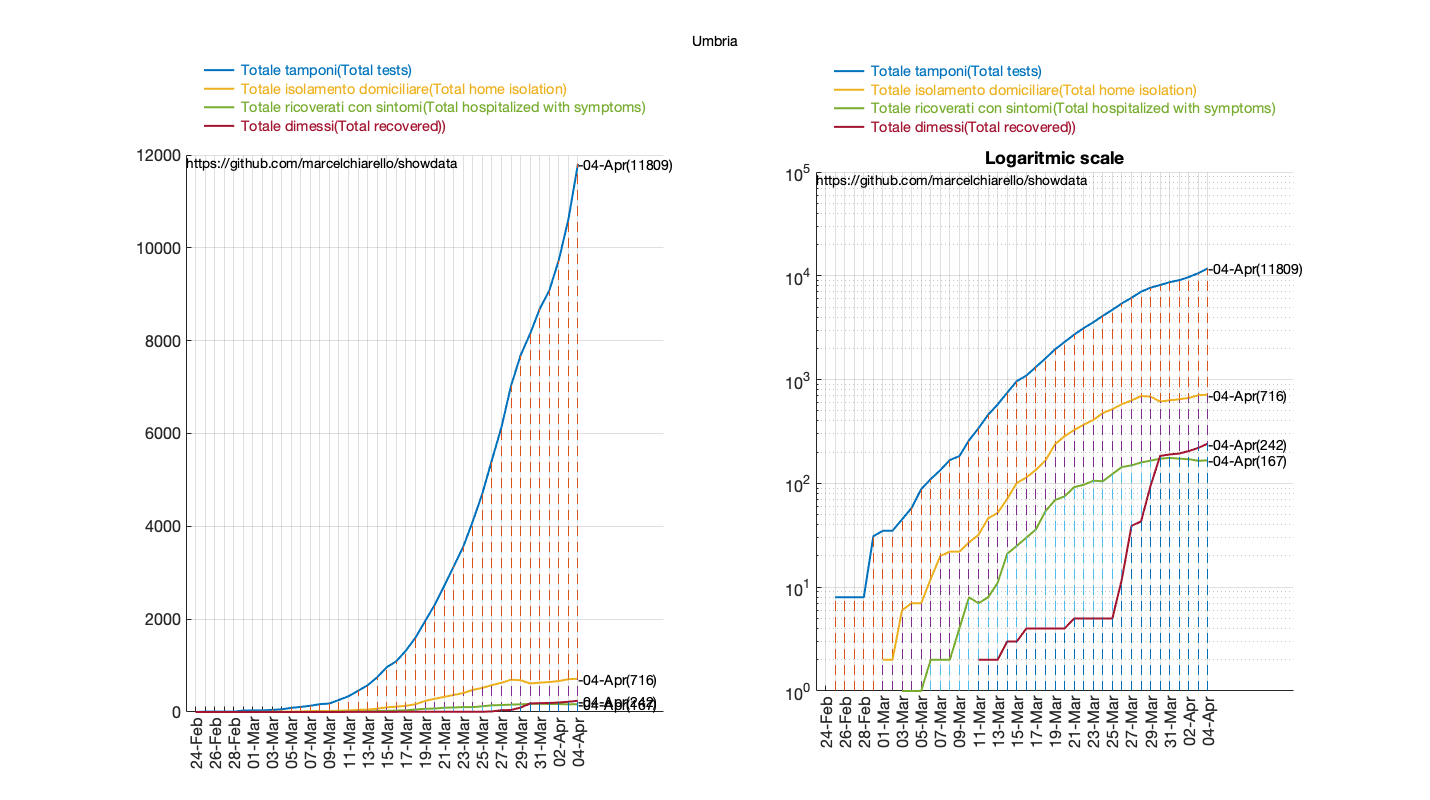 Umbria
Totale tamponi(Total tests)
Totale isolamento domiciliare(Total home isolation)
Totale ricoverati con sintomi(Total hospitalized with symptoms)
Totale dimessi(Total recovered))
https://github.com/marcelchiarello/showdata
12000
10000
8000
6000
4000
2000
0
-04-Apr(11809)
-04-Apr(716)
-04-Apr(242)
-04-Apr(167)
24-Feb
26-Feb
28-Feb
01-Mar
03-Mar
05-Mar
07-Mar
09-Mar
11-Mar
13-Mar
15-Mar
17-Mar
19-Mar
21-Mar
23-Mar
25-Mar
27-Mar
29-Mar
31-Mar
02-Apr
04-Apr
Totale tamponi(Total tests)
Totale isolamento domiciliare(Total home isolation)
Totale ricoverati con sintomi(Total hospitalized with symptoms)
Totale dimessi(Total recovered))
Logaritmic scale
https://github.com/marcelchiarello/showdata
10^5
10^4
10^3
10^2
10^1
10^0
-04-Apr(11809)
-04-Apr(716)
-04-Apr(242)
-04-Apr(167)
24-Feb
26-Feb
28-Feb
01-Mar
03-Mar
05-Mar
07-Mar
09-Mar
11-Mar
13-Mar
15-Mar
17-Mar
19-Mar
21-Mar
23-Mar
25-Mar
27-Mar
29-Mar
31-Mar
02-Apr
04-Apr